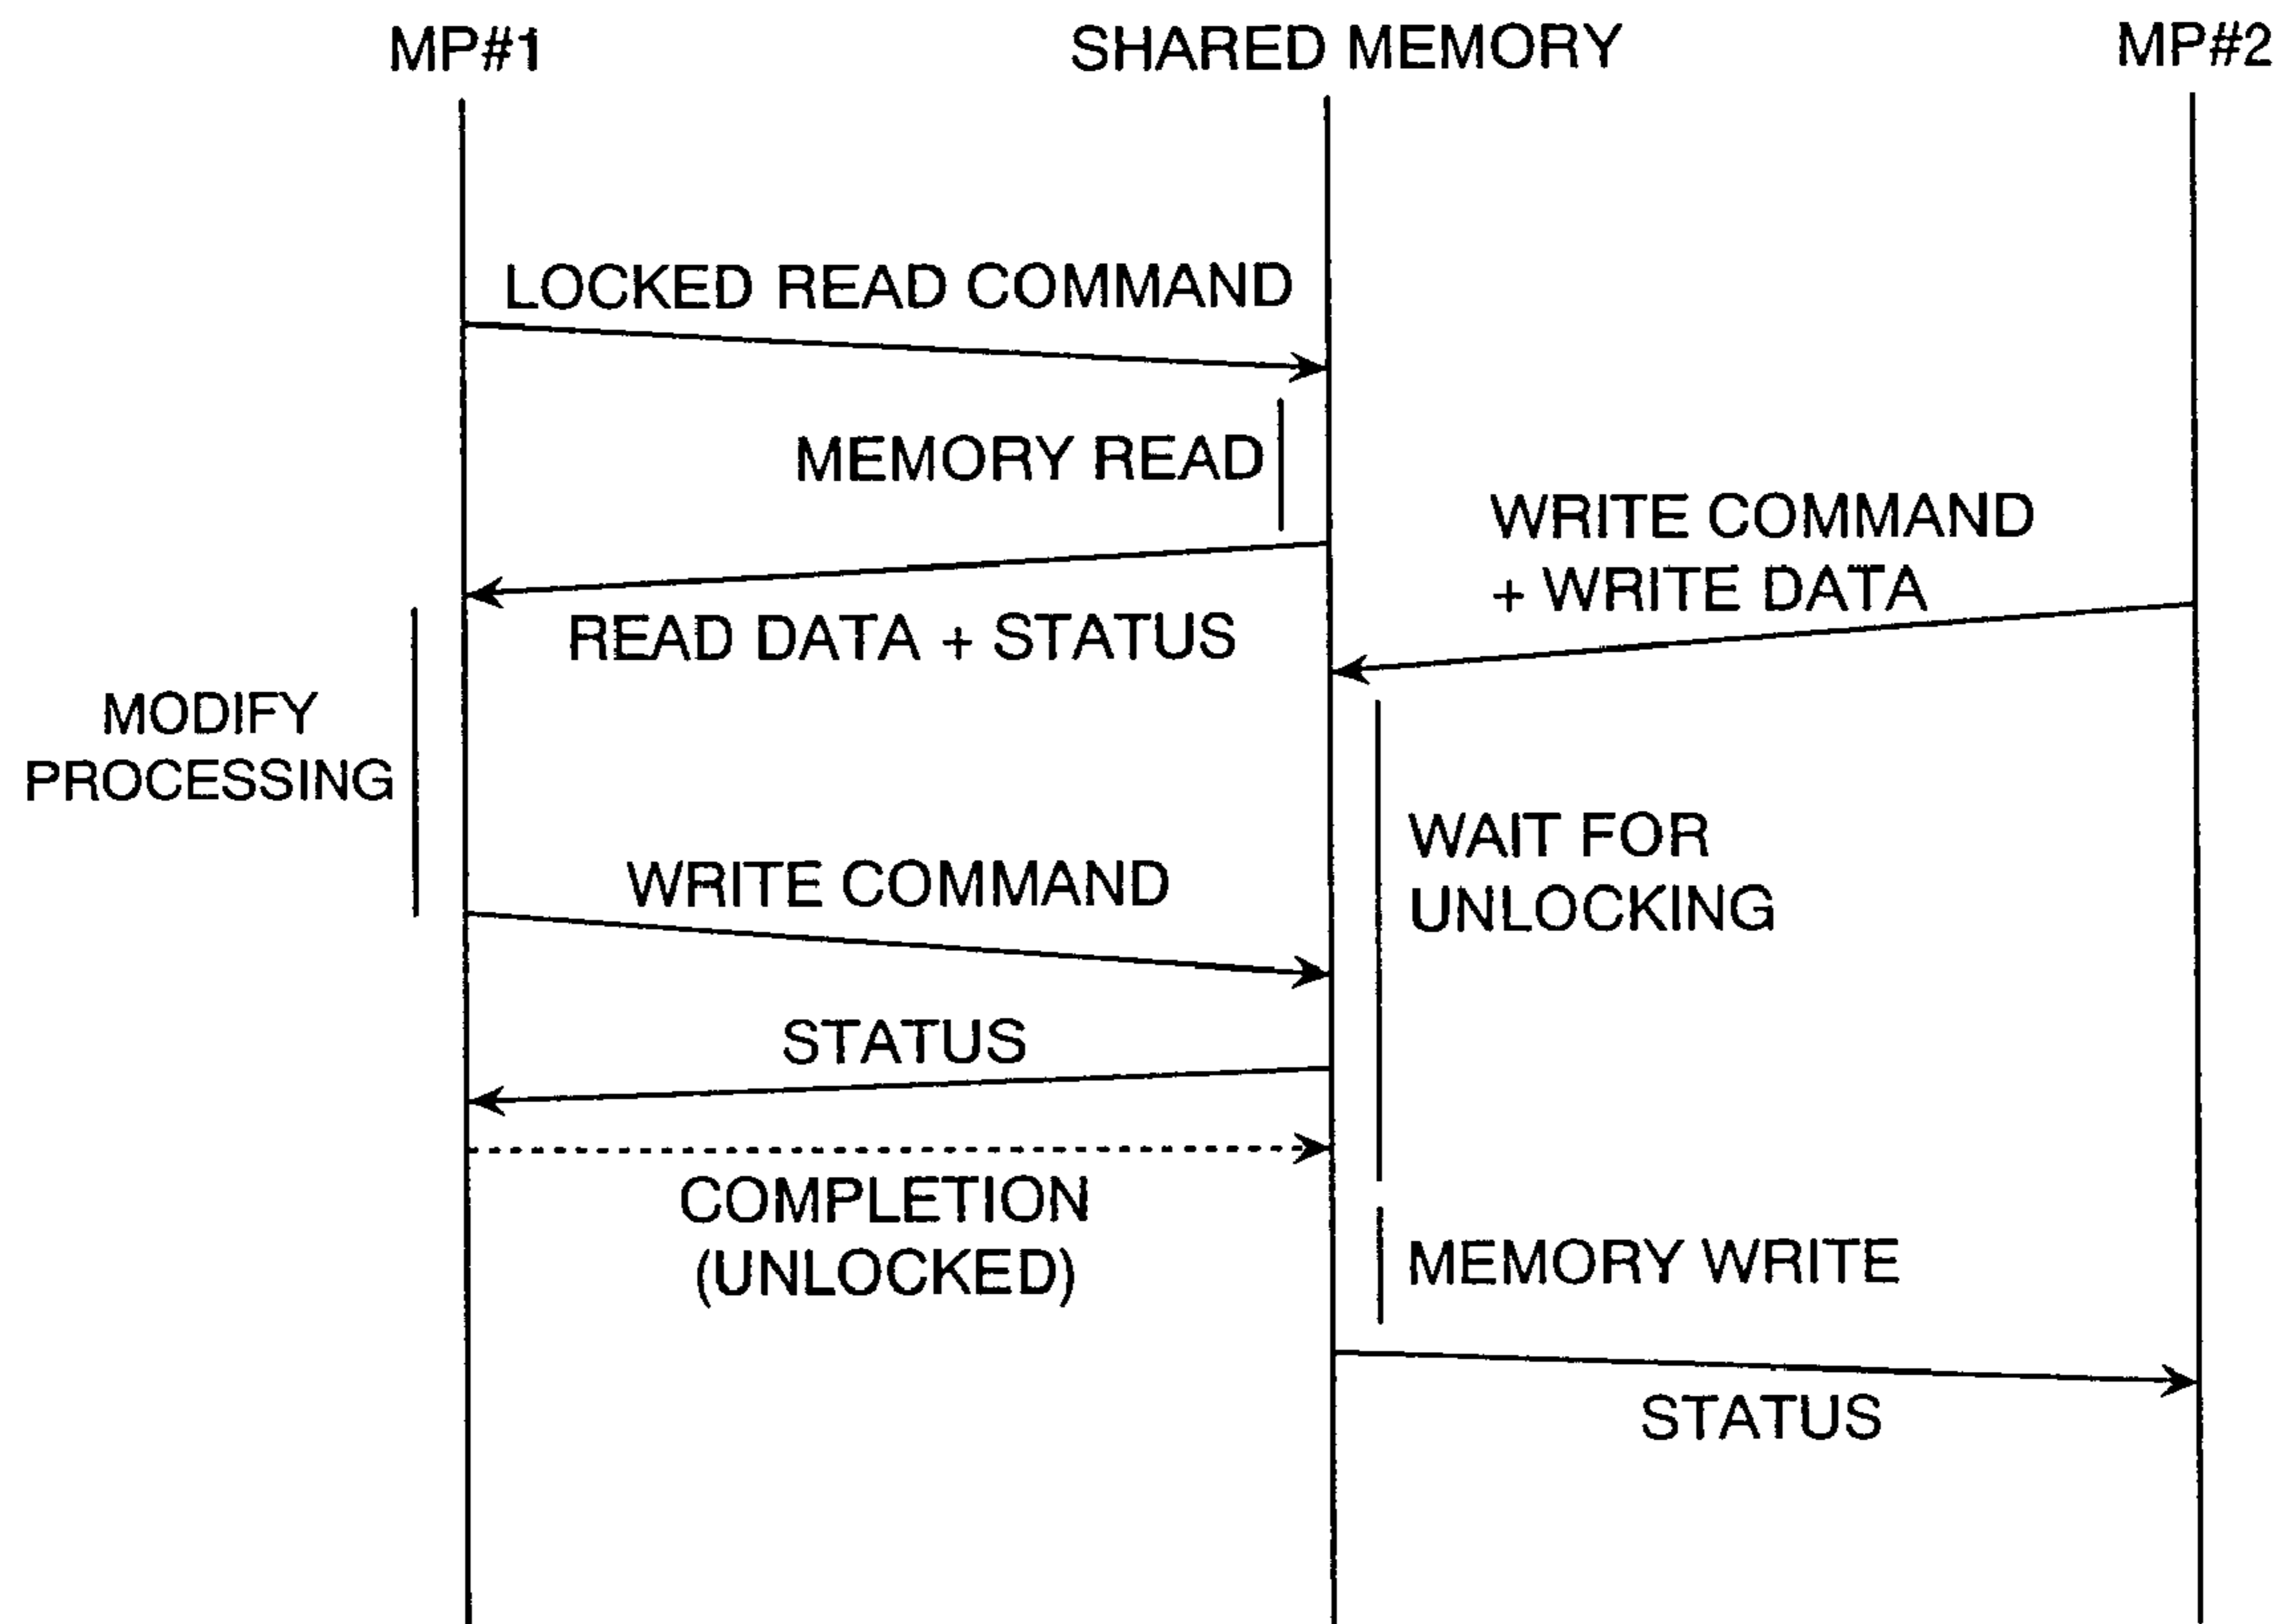 MP#1
SHARED MEMORY
MP#2
LOCKED READ COMMAND
MEMORY READ
WRITE COMMAND
+ WRITE DATA
READ DATA + STATUS
MODIFY
PROCESSING
WAIT FOR
UNLOCKING
WRITE COMMAND
STATUS
COMPLETION
(UNLOCKED)
MEMORY WRITE
STATUS